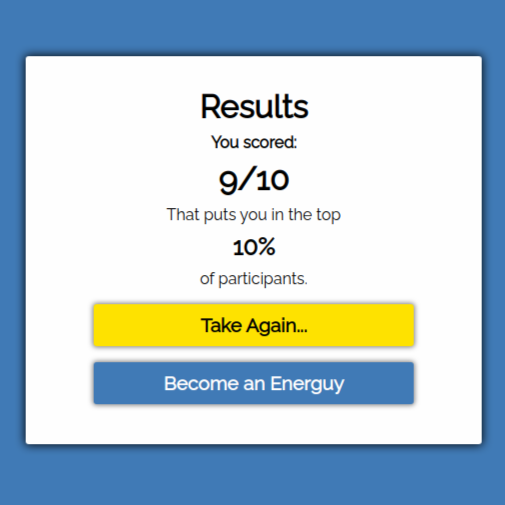 Results
You scored:
9/10
That puts you in the top
10%
of participants.
Take Again...
Become an Energuy